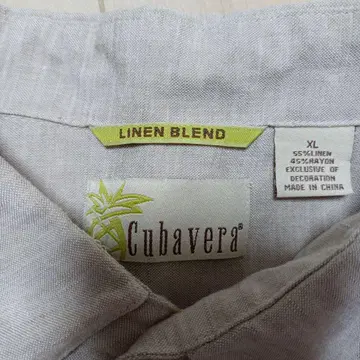 LINEN BLEND
XL
55%LINEN
45%RAYON
EXCLUSIVE OF
DECORATION
MADE IN CHINA
Cubavera®